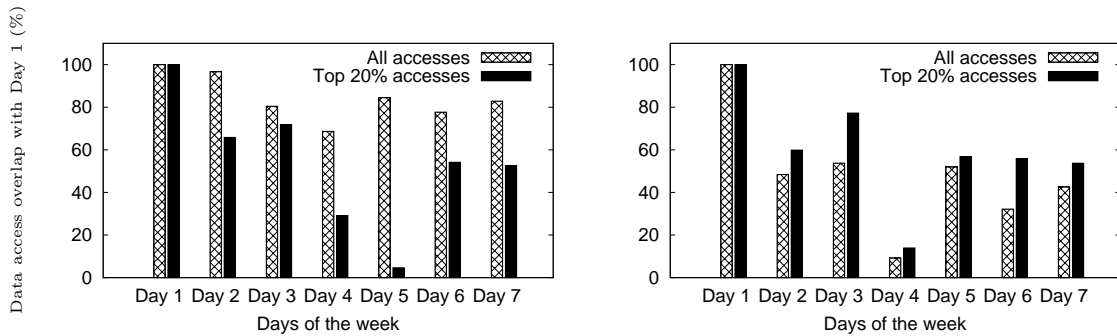 Data access overlap with Day 1 (%)
100
80
60
40
20
0
All accesses
Top 20% accesses
Day 1 Day 2 Day 3 Day 4 Day 5 Day 6 Day 7
Days of the week
100
80
60
40
20
0
All accesses
Top 20% accesses
Day 1 Day 2 Day 3 Day 4 Day 5 Day 6 Day 7
Days of the week